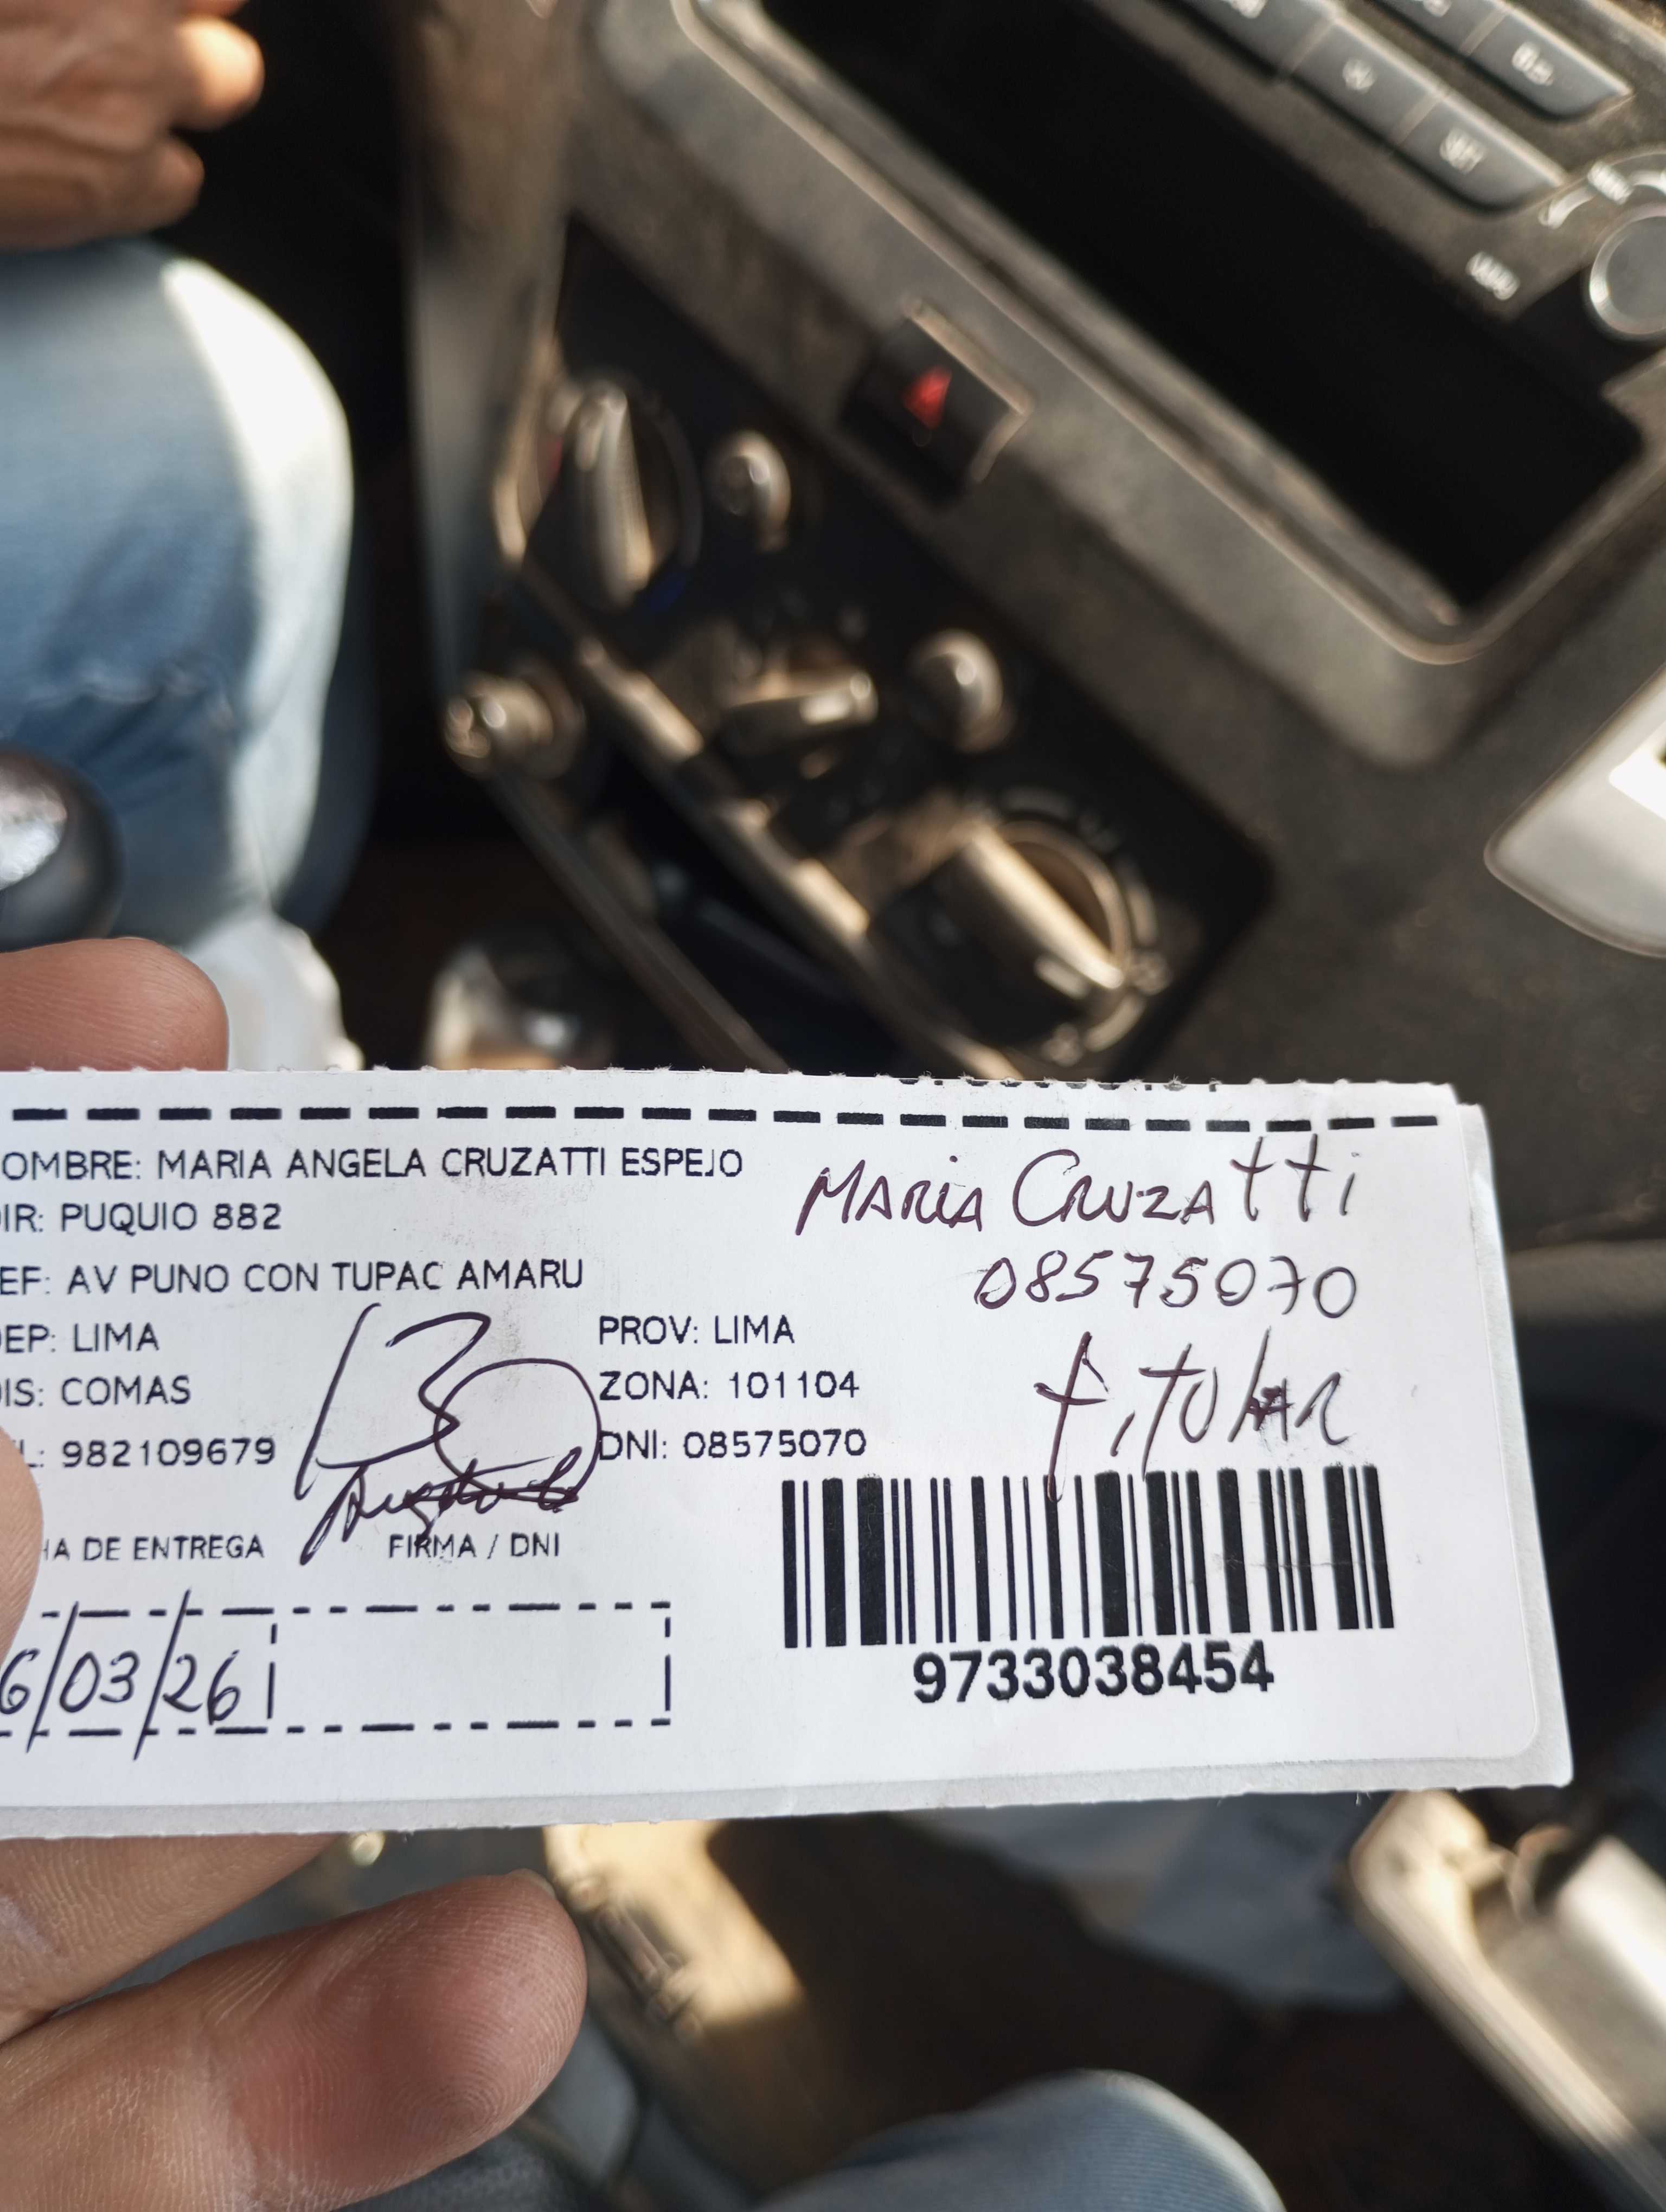 OMBRE: MARIA ANGELA CRUZATTI ESPEJO
MARIA CRUZATTI
DIR: PUQUIO 882
08575070
EF: AV PUNO CON TUPAC AMARU
DEP: LIMA
PROV: LIMA
TITULAR
DIS: COMAS
ZONA: 101104
L: 982109679
DNI: 08575070
HA DE ENTREGA
FIRMA / DNI
6/03/26
9733038454
MENU